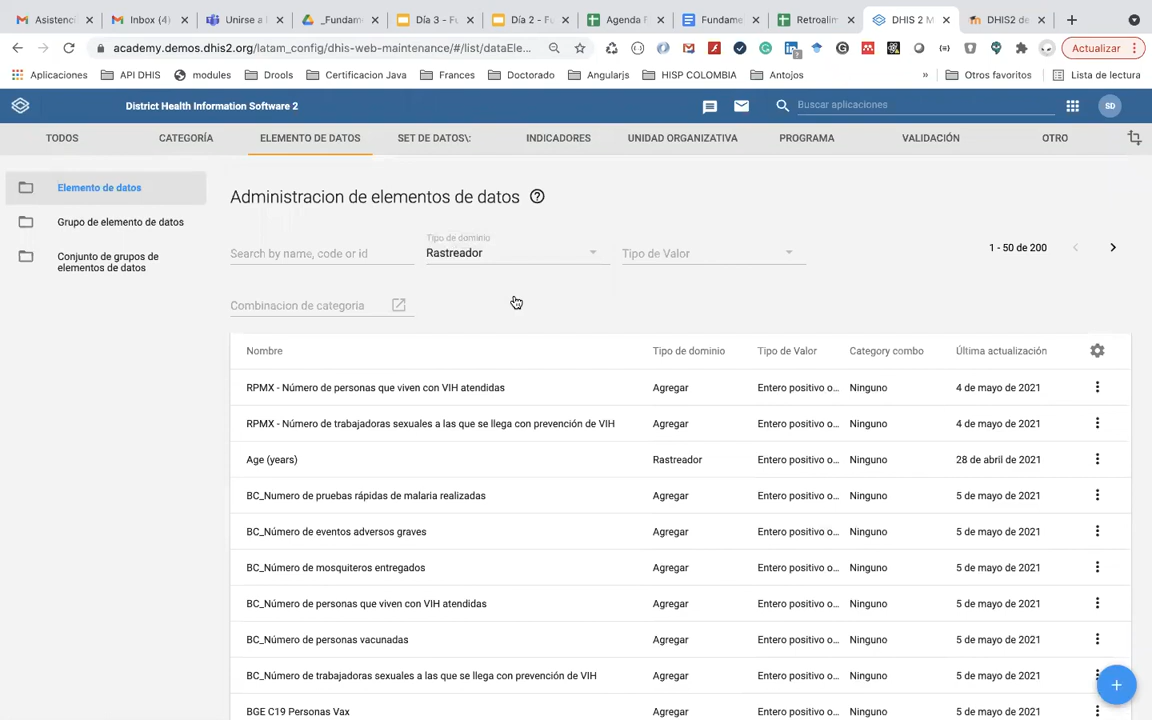 Asistenc
Inbox (4)
Unirse a l
_Fundam
Día 3 - Fu
Día 2 - Fu
Agenda F
Fundame
Retroalim
DHIS 2 M
DHIS2 de
academy.demos.dhis2.org/latam_config/dhis-web-maintenance/#/list/dataEle...
Actualizar
Aplicaciones
API DHIS
modules
Drools
Certificacion Java
Frances
Doctorado
Angularjs
HISP COLOMBIA
Antojos
»
Otros favoritos
Lista de lectura
District Health Information Software 2
Buscar aplicaciones
SD
TODOS
CATEGORÍA
ELEMENTO DE DATOS
SET DE DATOS\:
INDICADORES
UNIDAD ORGANIZATIVA
PROGRAMA
VALIDACIÓN
OTRO
Elemento de datos
Grupo de elemento de datos
Conjunto de grupos de
elementos de datos
Administracion de elementos de datos
Search by name, code or id
Tipo de dominio
Rastreador
Tipo de Valor
1 - 50 de 200
Combinacion de categoria
Nombre Tipo de dominio Tipo de Valor Category combo Última actualización
RPMX - Número de personas que viven con VIH atendidas Agregar Entero positivo o... Ninguno 4 de mayo de 2021
RPMX - Número de trabajadoras sexuales a las que se llega con prevención de VIH Agregar Entero positivo o... Ninguno 4 de mayo de 2021
Age (years) Rastreador Entero positivo o... Ninguno 28 de abril de 2021
BC_Numero de pruebas rápidas de malaria realizadas Agregar Entero positivo o... Ninguno 5 de mayo de 2021
BC_Número de eventos adversos graves Agregar Entero positivo o... Ninguno 5 de mayo de 2021
BC_Número de mosquiteros entregados Agregar Entero positivo o... Ninguno 5 de mayo de 2021
BC_Número de personas que viven con VIH atendidas Agregar Entero positivo o... Ninguno 5 de mayo de 2021
BC_Número de personas vacunadas Agregar Entero positivo o... Ninguno 5 de mayo de 2021
BC_Número de trabajadoras sexuales a las que se llega con prevención de VIH Agregar Entero positivo o... Ninguno 5 de mayo de 2021
BGE C19 Personas Vax Agregar Entero positivo o... Ninguno 5 de mayo de 2021